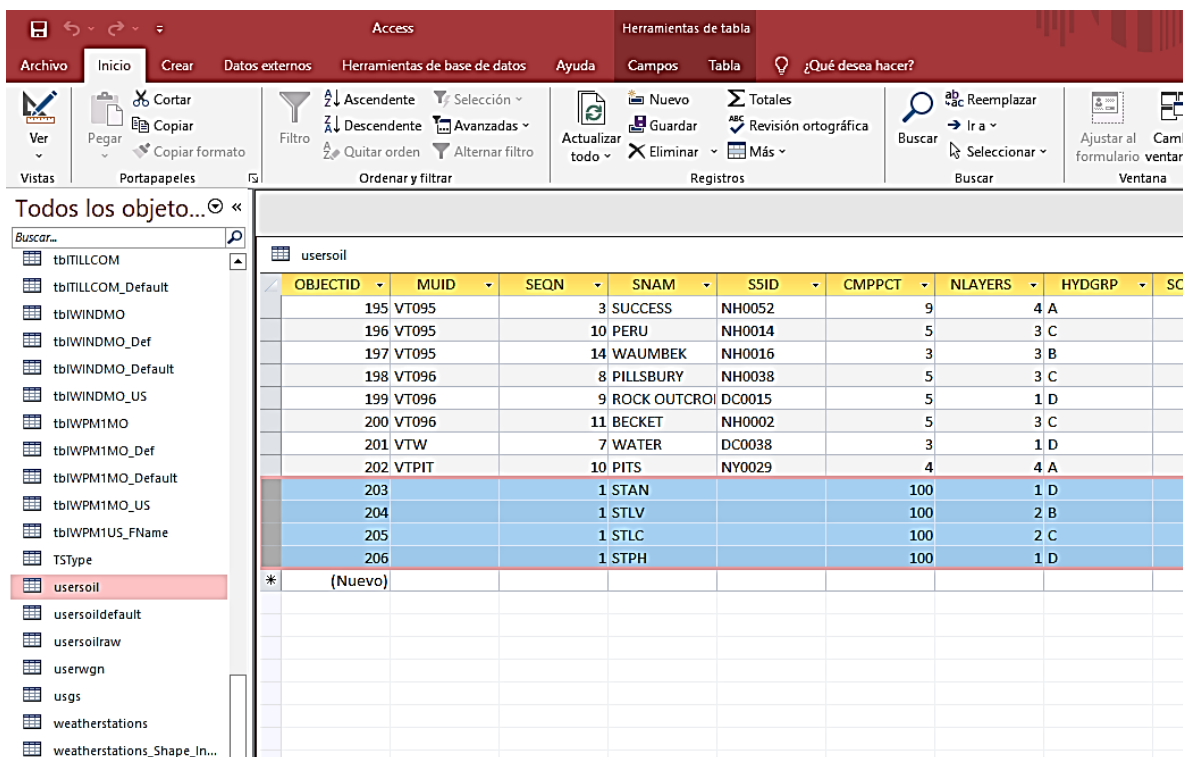 Access Herramientas de tabla
Archivo Inicio Crear Datos externos Herramientas de base de datos Ayuda Campos Tabla ¿Qué desea hacer?
Ver
Vistas
Pegar
Cortar
Copiar
Copiar formato
Portapapeles
Filtro
Ascendente
Descendente
Quitar orden
Selección
Avanzadas
Alternar filtro
Ordenar y filtrar
Actualizar
todo
Nuevo
Guardar
Eliminar
Totales
Revisión ortográfica
Más
Registros
Buscar
Reemplazar
Ir a
Seleccionar
Buscar
Ajustar al
formulario
Cam
ventan
Ventana
Todos los objeto...
Buscar...
tblTILLCOM
tblTILLCOM_Default
tblWINDMO
tblWINDMO_Def
tblWINDMO_Default
tblWINDMO_US
tblWPM1MO
tblWPM1MO_Def
tblWPM1MO_Default
tblWPM1MO_US
tblWPM1US_FName
TSType
usersoil
usersoildefault
usersoilraw
userwgn
usgs
weatherstations
weatherstations_Shape_In...
usersoil
OBJECTID MUID SEQN SNAM S5ID CMPPCT NLAYERS HYDGRP SO
195 VT095 3 SUCCESS NH0052 9 4 A
196 VT095 10 PERU NH0014 5 3 C
197 VT095 14 WAUMBEK NH0016 3 3 B
198 VT096 8 PILLSBURY NH0038 5 3 C
199 VT096 9 ROCK OUTCROI DC0015 5 1 D
200 VT096 11 BECKET NH0002 5 3 C
201 VTW 7 WATER DC0038 3 1 D
202 VTPIT 10 PITS NY0029 4 4 A
203 1 STAN 100 1 D
204 1 STLV 100 2 B
205 1 STLC 100 2 C
206 1 STPH 100 1 D
* (Nuevo)